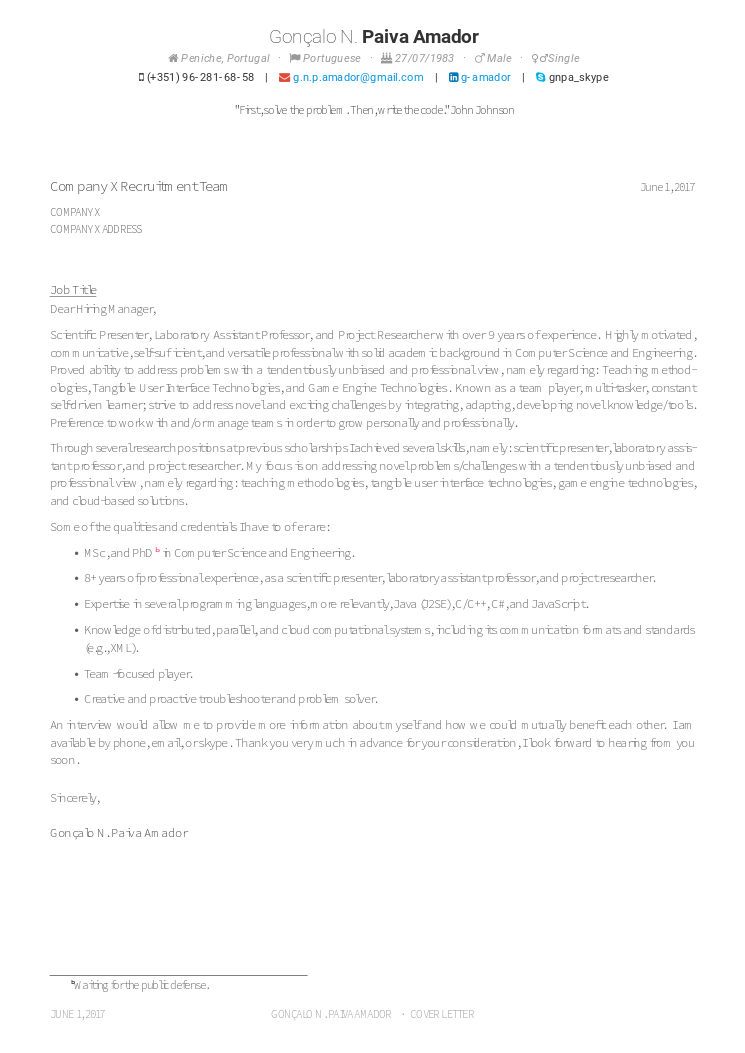 Gonçalo N. Paiva Amador
Peniche, Portugal · Portuguese · 27/07/1983 · Male · Single
(+351) 96-281-68-58 | g.n.p.amador@gmail.com | g-amador | gnpa_skype
"First, solve the problem. Then, write the code." John Johnson
Company X Recruitment Team June 1, 2017
COMPANY X
COMPANY X ADDRESS
Job Title
Dear Hiring Manager,
Scientific Presenter, Laboratory Assistant Professor, and Project Researcher with over 9 years of experience. Highly motivated,
communicative, self-suficient, and versatile professional with solid academic background in Computer Science and Engineering.
Proved ability to address problems with a tendentiously unbiased and professional view, namely regarding: Teaching method-
ologies, Tangible User Interface Technologies, and Game Engine Technologies. Known as a team player, multi-tasker, constant
self-driven learner; strive to address novel and exciting challenges by integrating, adapting, developing novel knowledge/tools.
Preference to work with and/or manage teams in order to grow personally and professionally.
Through several research positions at previous scholarships I achieved several skills, namely: scientific presenter, laboratory assis-
tant professor, and project researcher. My focus is on addressing novel problems/challenges with a tendentiously unbiased and
professional view, namely regarding: teaching methodologies, tangible user interface technologies, game engine technologies,
and cloud-based solutions.
Some of the qualities and credentials I have to ofer are:
• MSc, and PhD b in Computer Science and Engineering.
• 8+ years of professional experience, as a scientific presenter, laboratory assistant professor, and project researcher.
• Expertise in several programming languages, more relevantly, Java (J2SE), C/C++, C#, and JavaScript.
• Knowledge of distributed, parallel, and cloud computational systems, including its communication formats and standards
(e.g., XML).
• Team-focused player.
• Creative and proactive troubleshooter and problem solver.
An interview would allow me to provide more information about myself and how we could mutually benefit each other. I am
available by phone, email, or skype. Thank you very much in advance for your consideration, I look forward to hearing from you
soon.
Sincerely,
Gonçalo N. Paiva Amador
b Waiting for the public defense.
JUNE 1, 2017 GONÇALO N. PAIVA AMADOR · COVER LETTER